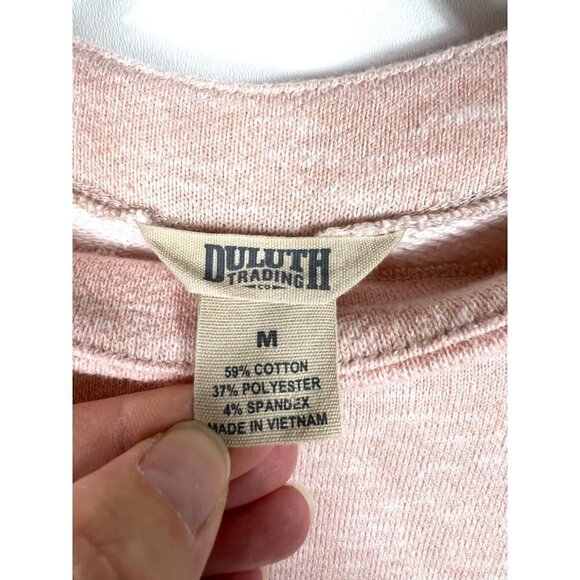 DULUTH
TRADING
CO
M
59% COTTON
37% POLYESTER
4% SPANDEX
MADE IN VIETNAM